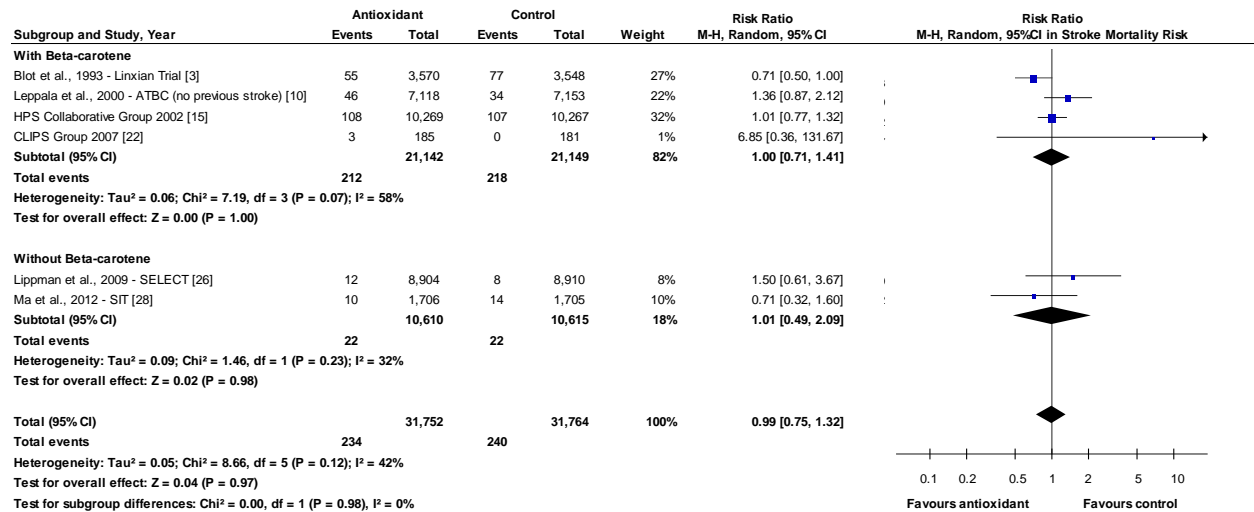 Antioxidant Control Risk Ratio Risk Ratio
Subgroup and Study, Year Events Total Events Total Weight M-H, Random, 95% CI M-H, Random, 95%CI in Stroke Mortality Risk
With Beta-carotene
Blot et al., 1993 - Linxian Trial [3] 55 3,570 77 3,548 27% 0.71 [0.50, 1.00]
Leppala et al., 2000 - ATBC (no previous stroke) [10] 46 7,118 34 7,153 22% 1.36 [0.87, 2.12]
HPS Collaborative Group 2002 [15] 108 10,269 107 10,267 32% 1.01 [0.77, 1.32]
CLIPS Group 2007 [22] 3 185 0 181 1% 6.85 [0.36, 131.67]
Subtotal (95% CI) 21,142 21,149 82% 1.00 [0.71, 1.41]
Total events 212 218
Heterogeneity: Tau² = 0.06; Chi² = 7.19, df = 3 (P = 0.07); I² = 58%
Test for overall effect: Z = 0.00 (P = 1.00)
Without Beta-carotene
Lippman et al., 2009 - SELECT [26] 12 8,904 8 8,910 8% 1.50 [0.61, 3.67]
Ma et al., 2012 - SIT [28] 10 1,706 14 1,705 10% 0.71 [0.32, 1.60]
Subtotal (95% CI) 10,610 10,615 18% 1.01 [0.49, 2.09]
Total events 22 22
Heterogeneity: Tau² = 0.09; Chi² = 1.46, df = 1 (P = 0.23); I² = 32%
Test for overall effect: Z = 0.02 (P = 0.98)
Total (95% CI) 31,752 31,764 100% 0.99 [0.75, 1.32]
Total events 234 240
Heterogeneity: Tau² = 0.05; Chi² = 8.66, df = 5 (P = 0.12); I² = 42%
Test for overall effect: Z = 0.04 (P = 0.97)
Test for subgroup differences: Chi² = 0.00, df = 1 (P = 0.98), I² = 0%
0.1 0.2 0.5 1 2 5 10
Favours antioxidant Favours control